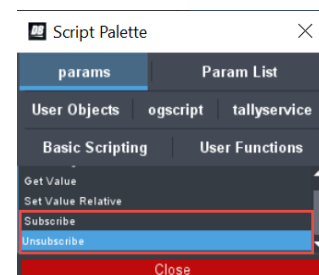 DB Script Palette
params Param List
User Objects ogscript tallyservice
Basic Scripting User Functions
Get Value
Set Value Relative
Subscribe
Unsubscribe
Close